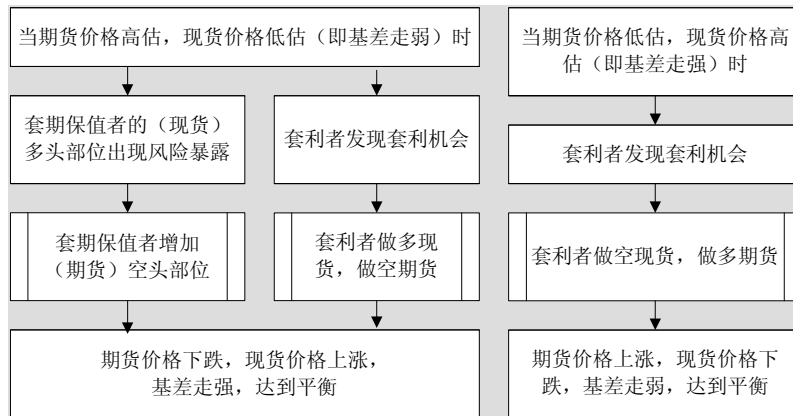 当期货价格高估，现货价格低估（即基差走弱）时
套期保值者的（现货）
多头部位出现风险暴露
套利者发现套利机会
套期保值者增加
（期货）空头部位
套利者做多现
货，做空期货
期货价格下跌，现货价格上涨，
基差走强，达到平衡
当期货价格低估，现货价格高
估（即基差走强）时
套利者发现套利机会
套利者做空现货，做多期货
期货价格上涨，现货价格下
跌，基差走弱，达到平衡